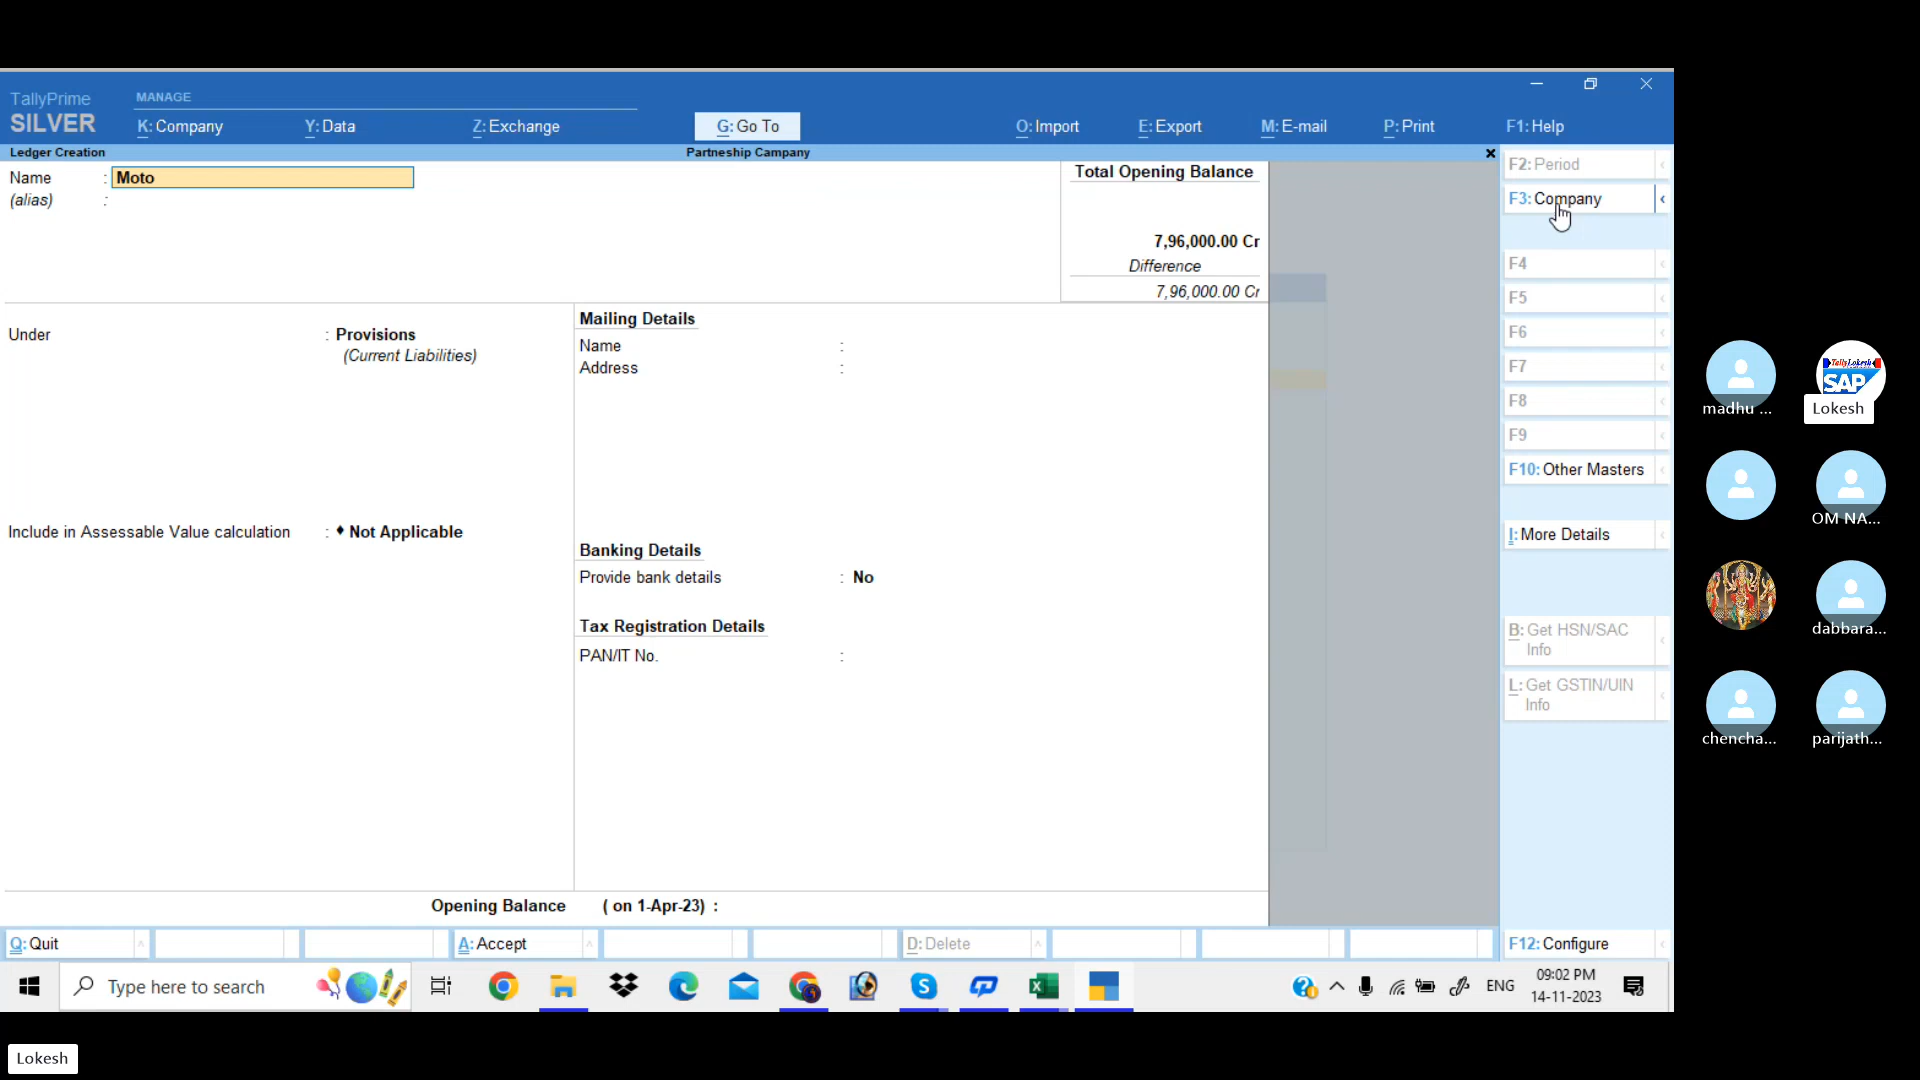 TallyPrime
SILVER
MANAGE
K: Company
Y: Data
Z: Exchange
G: Go To
O: Import
E: Export
M: E-mail
P: Print
F1: Help
Ledger Creation
Partneship Campany
Name : Moto
(alias) :
Total Opening Balance
7,96,000.00 Cr
Difference
7,96,000.00 Cr
Under : Provisions
(Current Liabilities)
Include in Assessable Value calculation : ♦ Not Applicable
Mailing Details
Name :
Address :
Banking Details
Provide bank details : No
Tax Registration Details
PAN/IT No. :
Opening Balance ( on 1-Apr-23) :
F2: Period
F3: Company
F4
F5
F6
F7
F8
F9
F10: Other Masters
I: More Details
B: Get HSN/SAC
Info
L: Get GSTIN/UIN
Info
F12: Configure
Q: Quit
A: Accept
D: Delete
Type here to search
ENG
09:02 PM
14-11-2023
madhu ...
TallyLokesh
SAP
Lokesh
OM NA...
dabbara...
chencha...
parijath...
Lokesh